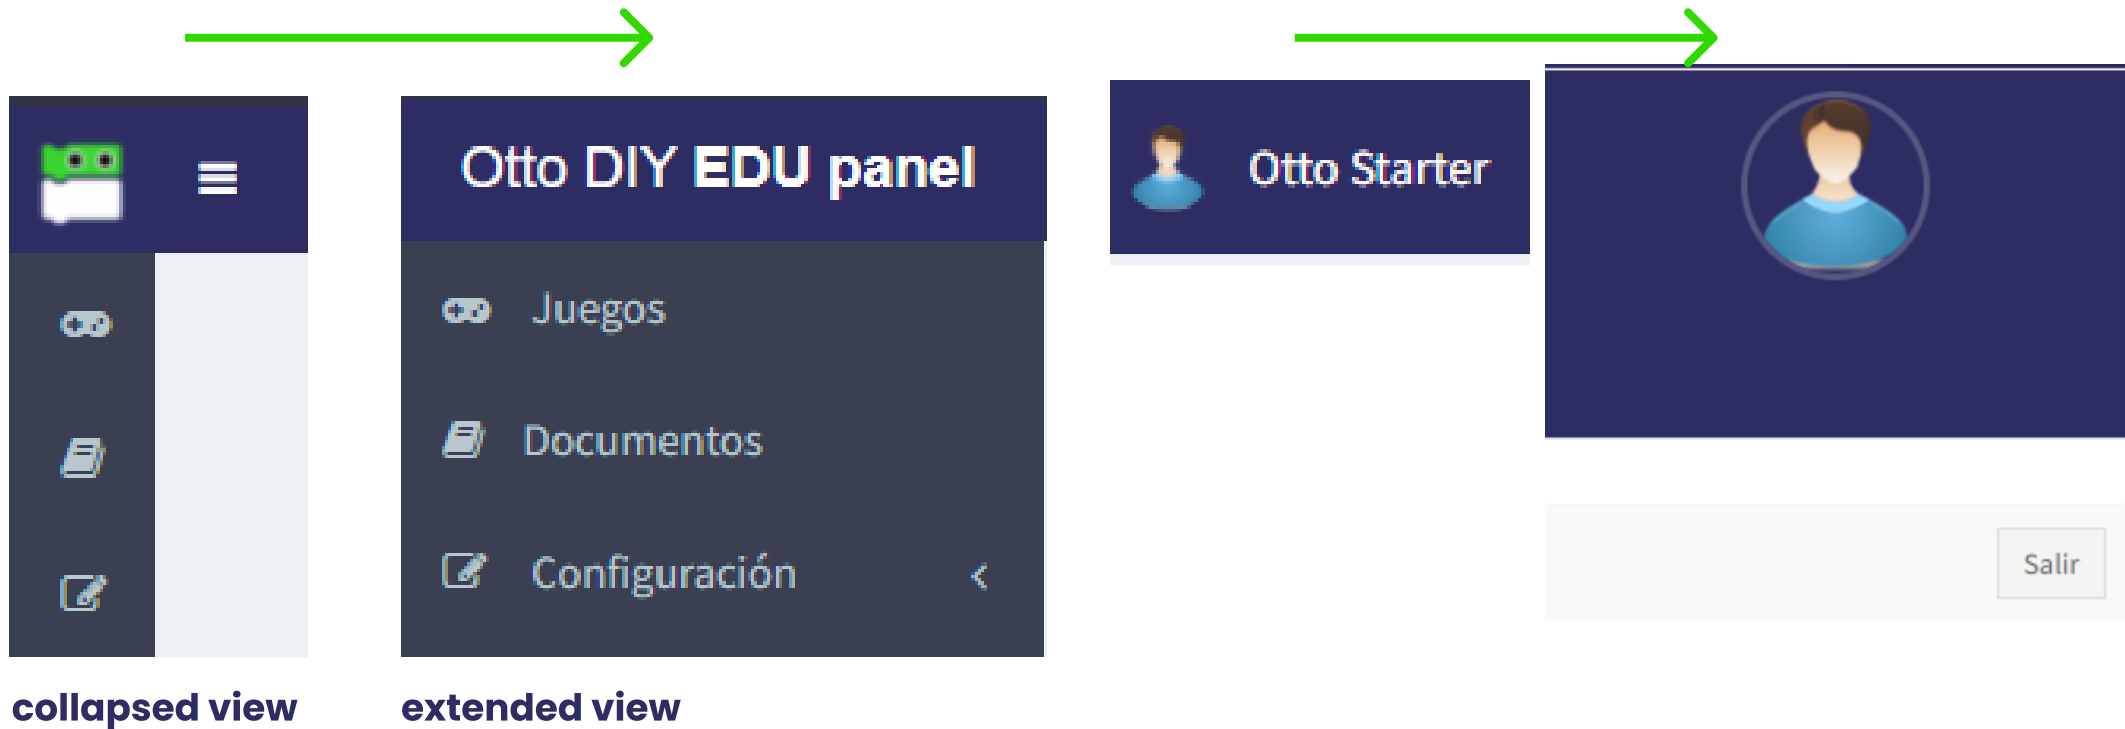 Otto DIY EDU panel
Juegos
Documentos
Configuración
collapsed view
extended view
Otto Starter
Salir